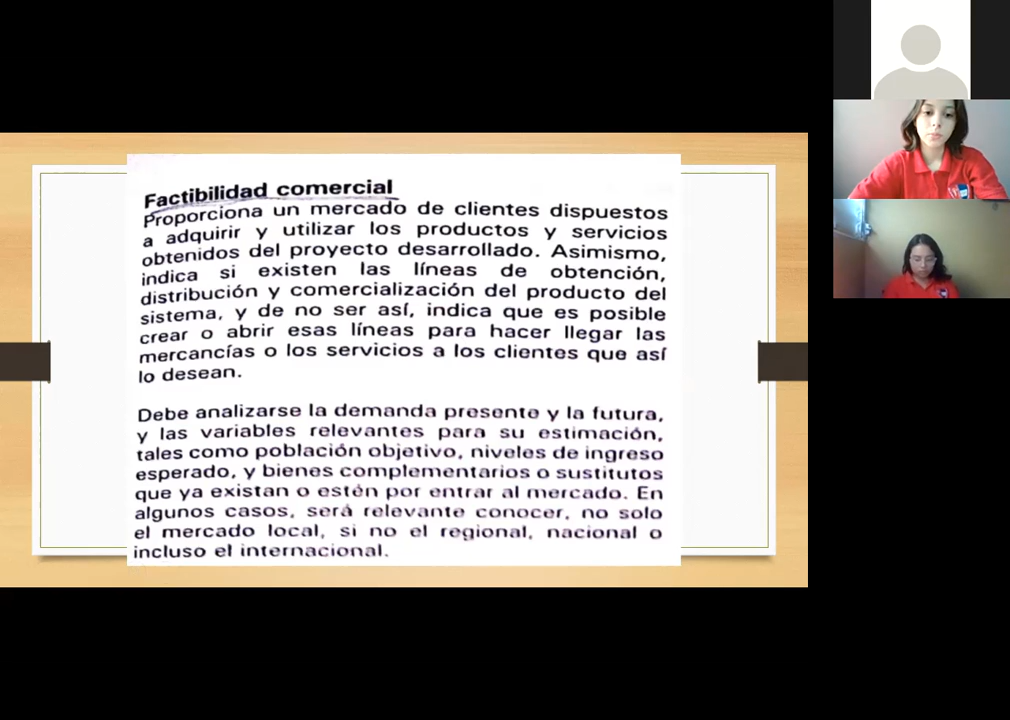 Factibilidad comercial
Proporciona un mercado de clientes dispuestos
a adquirir y utilizar los productos y servicios
obtenidos del proyecto desarrollado. Asimismo,
indica si existen las líneas de obtención,
distribución y comercialización del producto del
sistema, y de no ser así, indica que es posible
crear o abrir esas líneas para hacer llegar las
mercancías o los servicios a los clientes que así
lo desean.
Debe analizarse la demanda presente y la futura,
y las variables relevantes para su estimación,
tales como población objetivo, niveles de ingreso
esperado, y bienes complementarios o sustitutos
que ya existan o estén por entrar al mercado. En
algunos casos, será relevante conocer, no solo
el mercado local, si no el regional, nacional o
incluso el internacional.